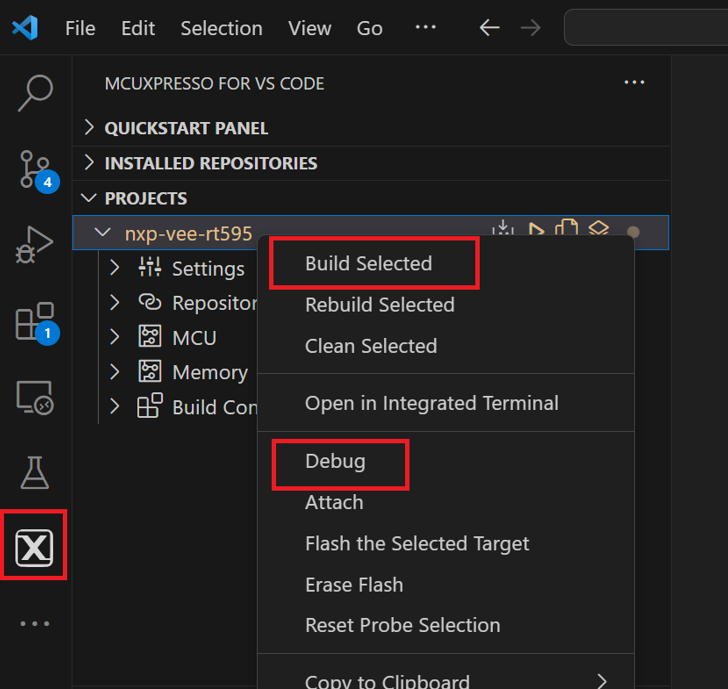 File Edit Selection View Go ...
MCUXPRESSO FOR VS CODE ...
QUICKSTART PANEL
INSTALLED REPOSITORIES
4
PROJECTS
nxp-vee-rt595
Settings
Repositor
MCU
1
Memory
Build Con
Build Selected
Rebuild Selected
Clean Selected
Open in Integrated Terminal
Debug
Attach
Flash the Selected Target
Erase Flash
Reset Probe Selection
Copy to Clipboard
X
...